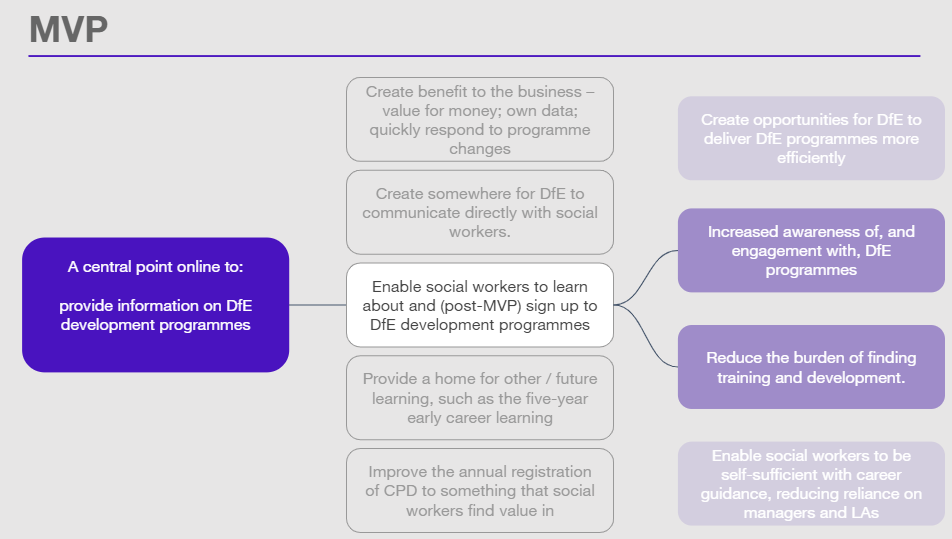 MVP
A central point online to:
provide information on DfE
development programmes
Create benefit to the business –
value for money; own data;
quickly respond to programme
changes
Create somewhere for DfE to
communicate directly with social
workers.
Enable social workers to learn
about and (post-MVP) sign up to
DfE development programmes
Provide a home for other / future
learning, such as the five-year
early career learning
Improve the annual registration
of CPD to something that social
workers find value in
Create opportunities for DfE to
deliver DfE programmes more
efficiently
Increased awareness of, and
engagement with, DfE
programmes
Reduce the burden of finding
training and development.
Enable social workers to be
self-sufficient with career
guidance, reducing reliance on
managers and LAs